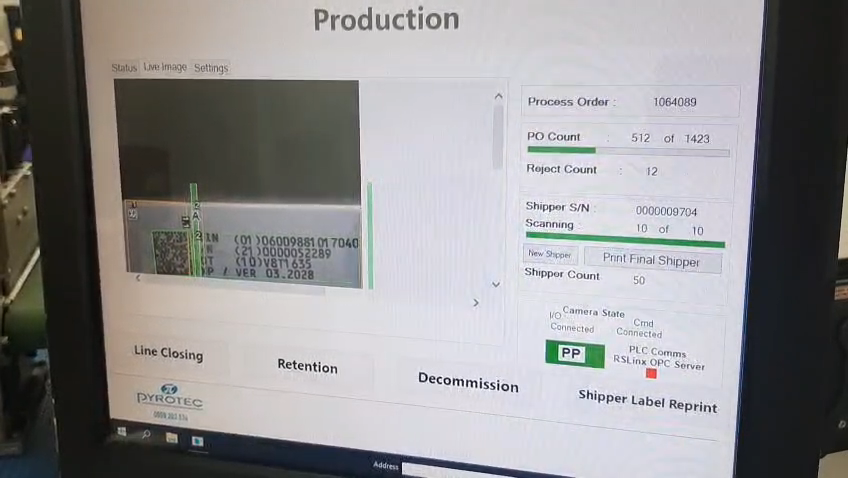 Production
Status Live Image Settings
(01)06009881017040
(21)0000052289
(10)V8T1635
VER 03.2028
Process Order : 1064089
PO Count : 512 of 1423
Reject Count : 12
Shipper S/N : 0000009704
Scanning 10 of 10
New Shipper Print Final Shipper
Shipper Count 50
Camera State
I/O Connected
Cmd Connected
PP
PLC Comms
RSLinx OPC Server
Line Closing
Retention
Decommission
Shipper Label Reprint
PYROTEC
Address